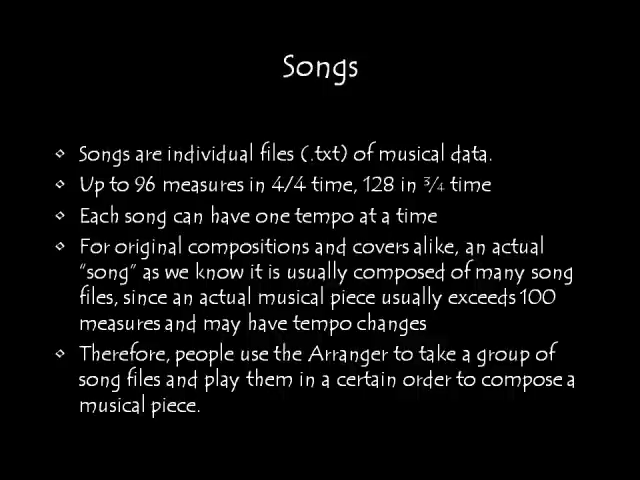 Songs
• Songs are individual files (.txt) of musical data.
• Up to 96 measures in 4/4 time, 128 in ¾ time
• Each song can have one tempo at a time
• For original compositions and covers alike, an actual
“song” as we know it is usually composed of many song
files, since an actual musical piece usually exceeds 100
measures and may have tempo changes
• Therefore, people use the Arranger to take a group of
song files and play them in a certain order to compose a
musical piece.